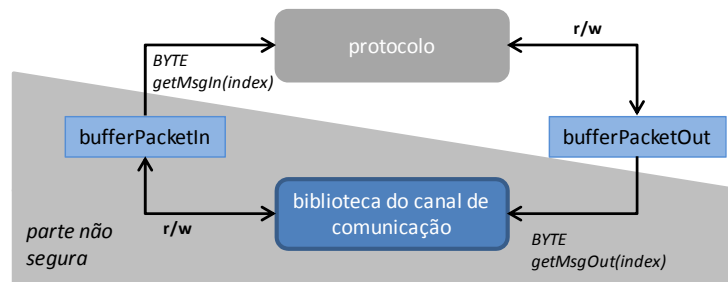 protocolo
r/w
BYTE
getMsgIn(index)
bufferPacketIn
bufferPacketOut
biblioteca do canal de
comunicação
parte não
segura
r/w
BYTE
getMsgOut(index)